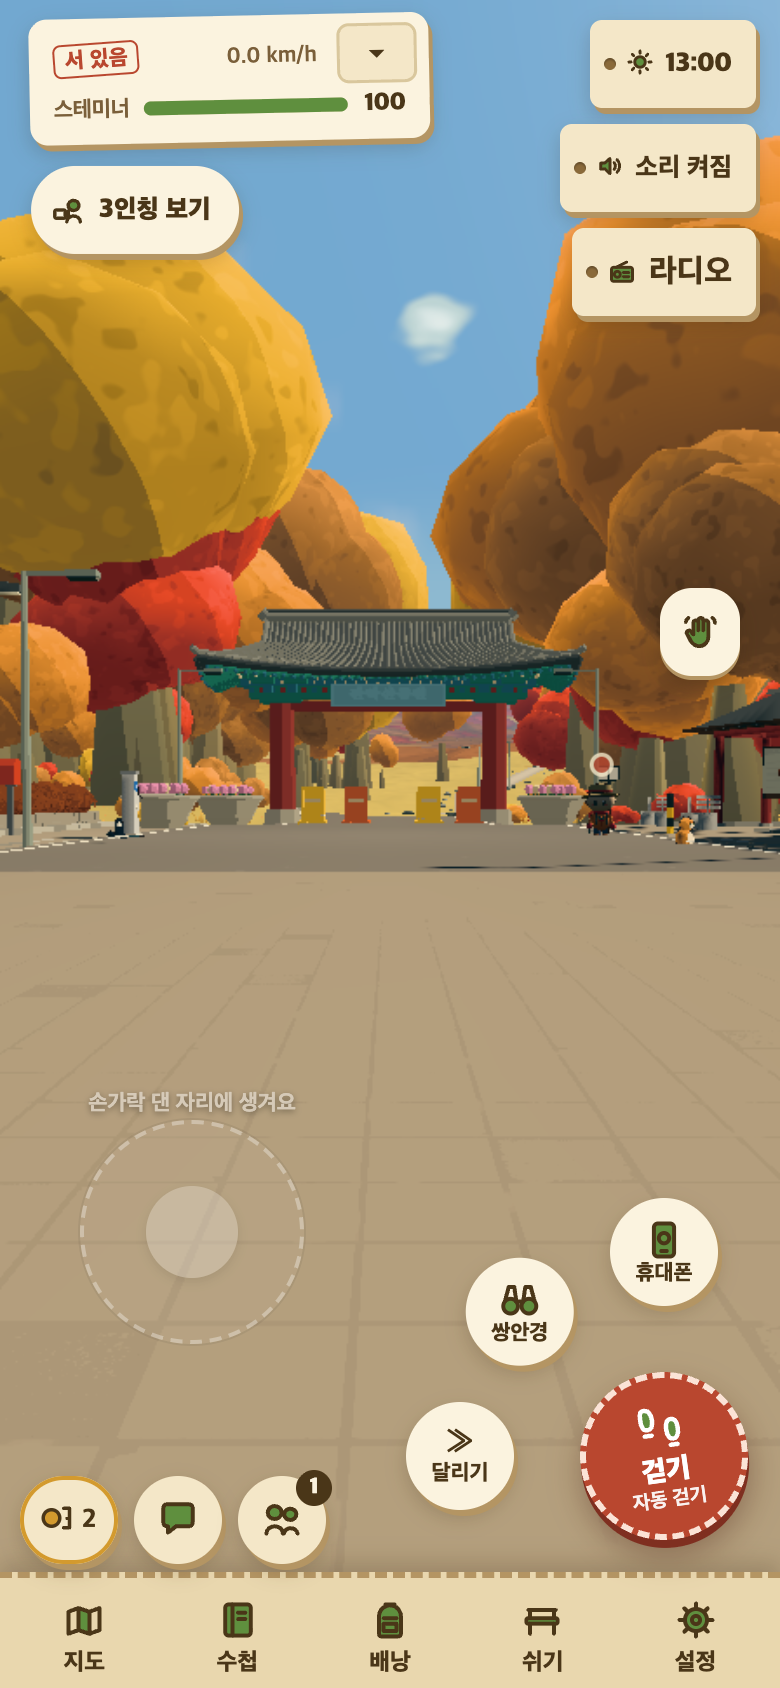 서 있음
0.0 km/h
스테미너
100
13:00
소리 켜짐
3인칭 보기
라디오
손가락 댄 자리에 생겨요
휴대폰
쌍안경
달리기
걷기
자동 걷기
2
1
지도
수첩
배낭
쉬기
설정